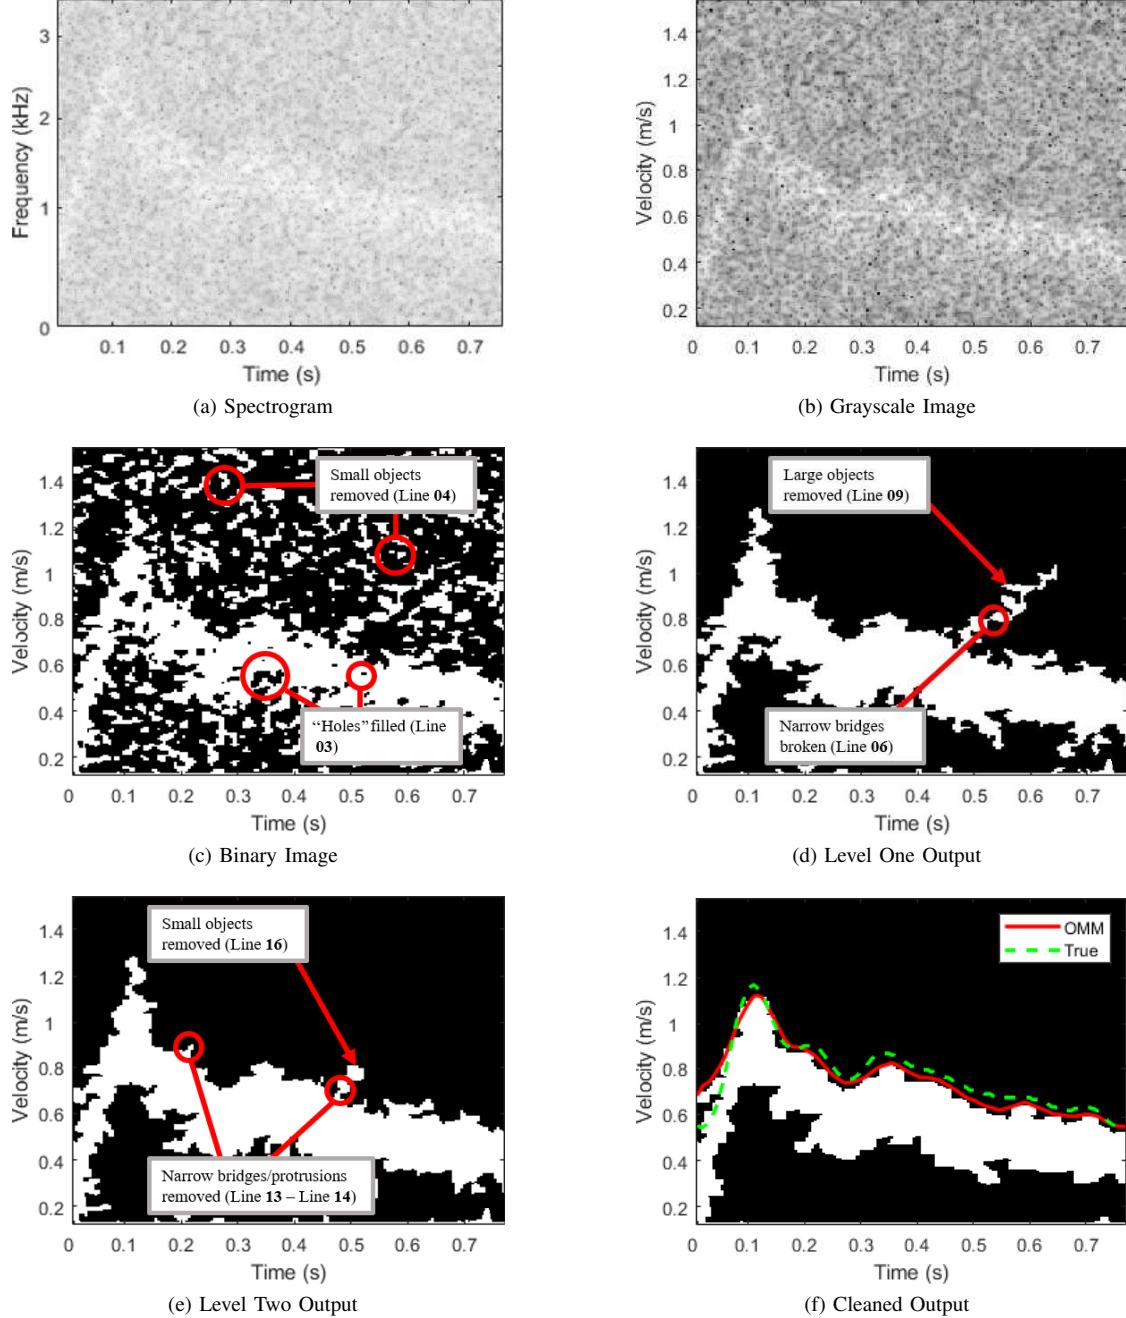 3
2
1
0
Frequency (kHz)
0.1 0.2 0.3 0.4 0.5 0.6 0.7
Time (s)
(a) Spectrogram
1.4
1.2
1
0.8
0.6
0.4
0.2
Velocity (m/s)
0 0.1 0.2 0.3 0.4 0.5 0.6 0.7
Time (s)
(b) Grayscale Image
1.4
1.2
1
0.8
0.6
0.4
0.2
Velocity (m/s)
Small objects
removed (Line 04)
"Holes" filled (Line
03)
0 0.1 0.2 0.3 0.4 0.5 0.6 0.7
Time (s)
(c) Binary Image
1.4
1.2
1
0.8
0.6
0.4
0.2
Velocity (m/s)
Large objects
removed (Line 09)
Narrow bridges
broken (Line 06)
0 0.1 0.2 0.3 0.4 0.5 0.6 0.7
Time (s)
(d) Level One Output
1.4
1.2
1
0.8
0.6
0.4
0.2
Velocity (m/s)
Small objects
removed (Line 16)
Narrow bridges/protrusions
removed (Line 13 – Line 14)
0 0.1 0.2 0.3 0.4 0.5 0.6 0.7
Time (s)
(e) Level Two Output
1.4
1.2
1
0.8
0.6
0.4
0.2
Velocity (m/s)
OMM
True
0 0.1 0.2 0.3 0.4 0.5 0.6 0.7
Time (s)
(f) Cleaned Output